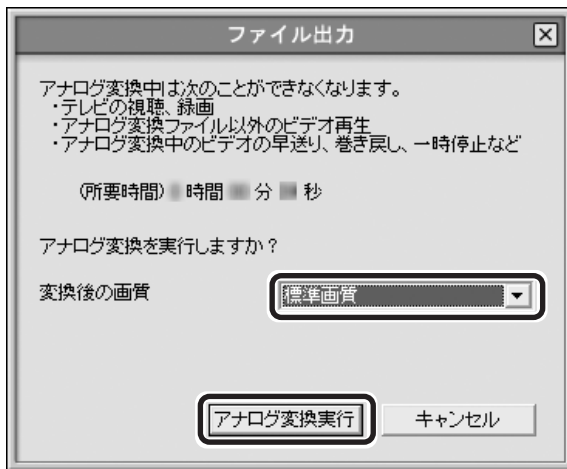 ファイル出力
アナログ変換中は次のことができなくなります。
・テレビの視聴、録画
・アナログ変換ファイル以外のビデオ再生
・アナログ変換中のビデオの早送り、巻き戻し、一時停止など
(所要時間) 時間 分 秒
アナログ変換を実行しますか？
変換後の画質 標準画質
アナログ変換実行 キャンセル